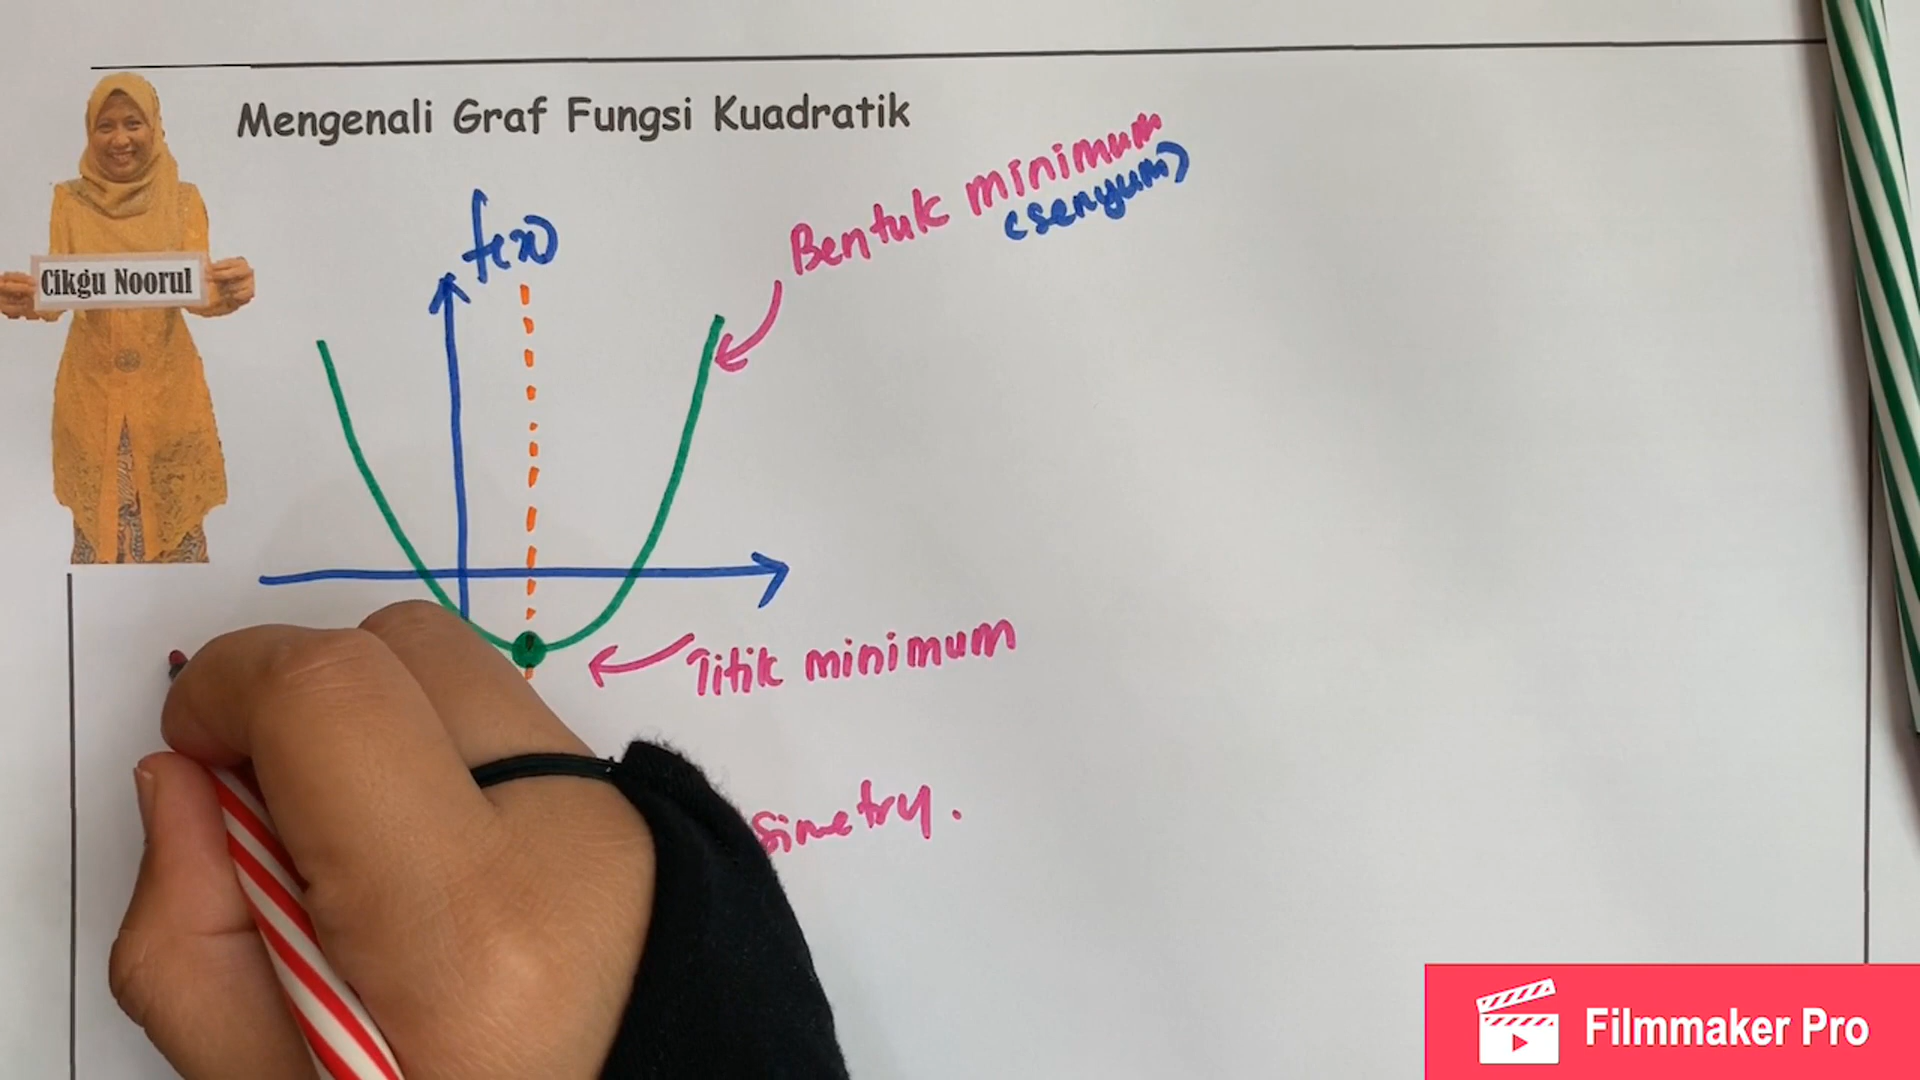 Mengenali Graf Fungsi Kuadratik
Cikgu Noorul
f(x)
Bentuk minimum
(senyum)
Titik minimum
simetry.
Filmmaker Pro